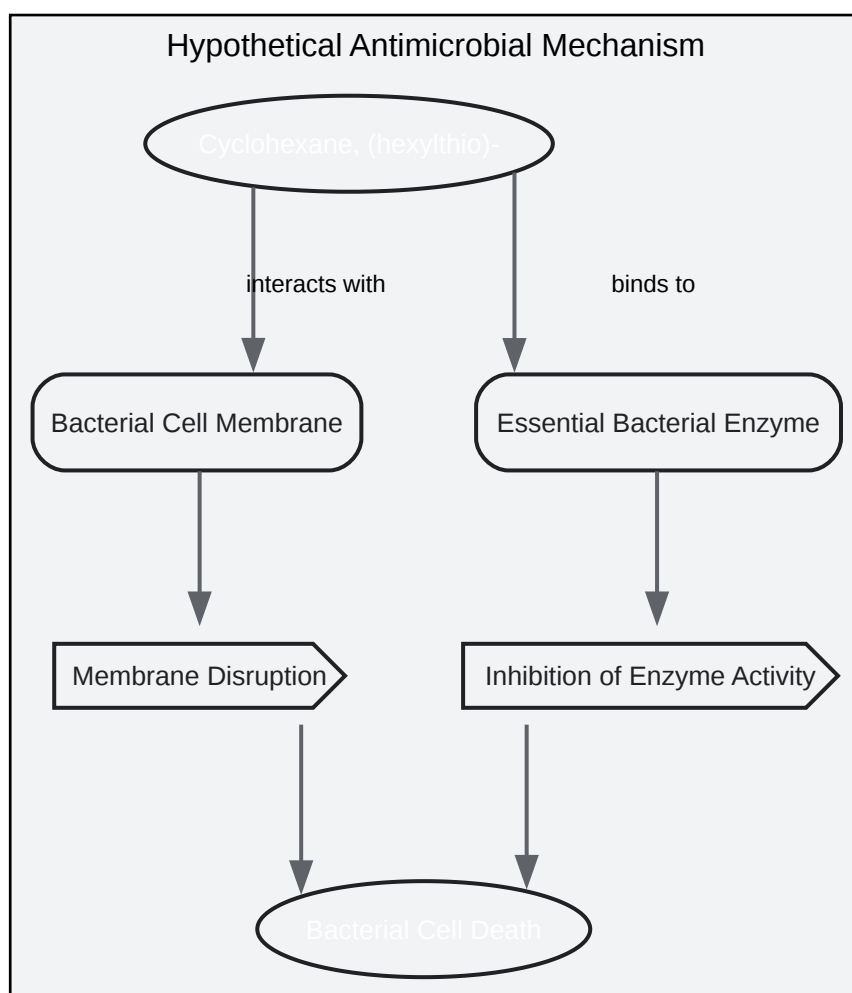 Hypothetical Antimicrobial Mechanism
Cyclohexane, (hexylthio)-
interacts with
binds to
Bacterial Cell Membrane
Essential Bacterial Enzyme
Membrane Disruption
Inhibition of Enzyme Activity
Bacterial Cell Death